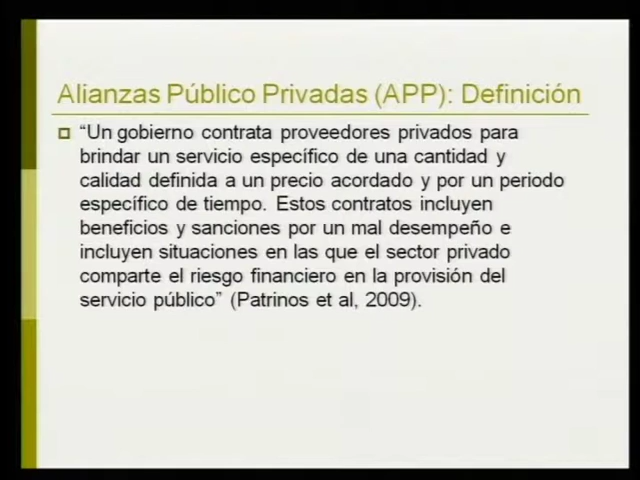 Alianzas Público Privadas (APP): Definición
“Un gobierno contrata proveedores privados para
brindar un servicio específico de una cantidad y
calidad definida a un precio acordado y por un periodo
específico de tiempo. Estos contratos incluyen
beneficios y sanciones por un mal desempeño e
incluyen situaciones en las que el sector privado
comparte el riesgo financiero en la provisión del
servicio público” (Patrinos et al, 2009).